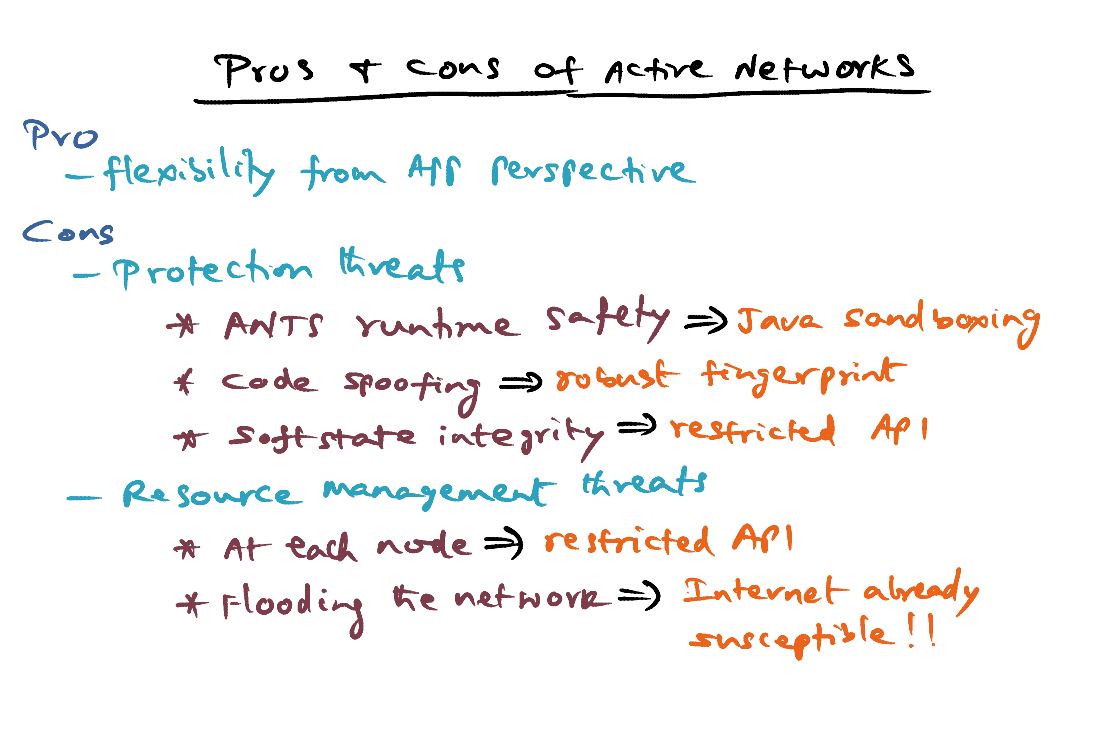 Pros + Cons of Active Networks
Pro
- flexibility from App perspective
Cons
- Protection threats
* ANTS runtime safety ⇒ Java sandboxing
* Code spoofing ⇒ robust fingerprint
* Soft state integrity ⇒ restricted API
- Resource management threats
* At each node ⇒ restricted API
* Flooding the network ⇒ Internet already
susceptible!!